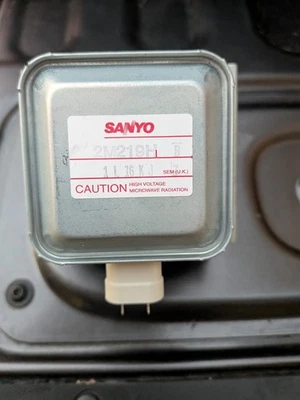 SANYO
2M219H
SEM(U.K.)
CAUTION HIGH VOLTAGE
MICROWAVE RADIATION